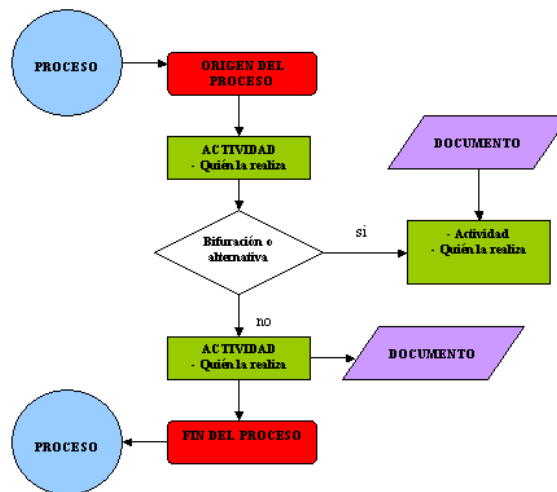 PROCESO
ORIGEN DEL
PROCESO
ACTIVIDAD
- Quién la realiza
DOCUMENTO
Bifuración o
alternativa
si
- Actividad
- Quién la realiza
no
ACTIVIDAD
- Quién la realiza
DOCUMENTO
FIN DEL PROCESO
PROCESO